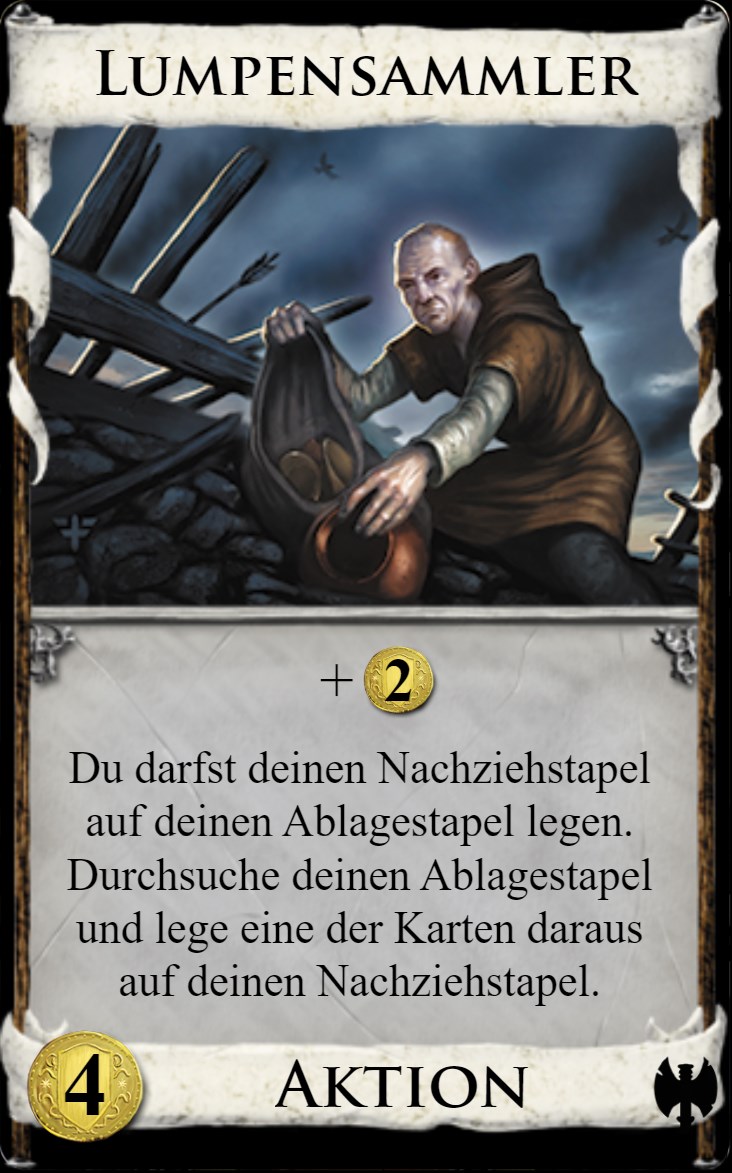 Lumpensammler
+ 2
Du darfst deinen Nachziehstapel
auf deinen Ablagestapel legen.
Durchsuche deinen Ablagestapel
und lege eine der Karten daraus
auf deinen Nachziehstapel.
4 Aktion